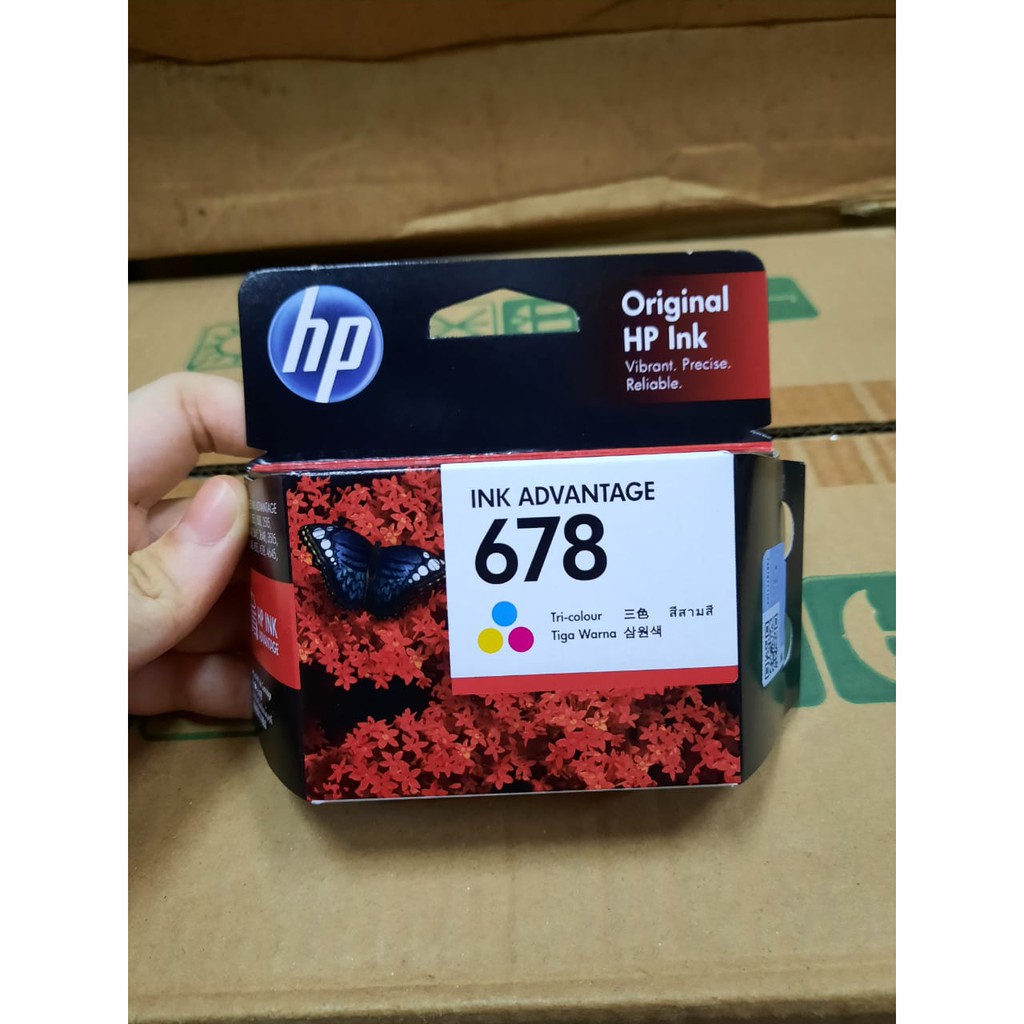 hp
Original
HP Ink
Vibrant. Precise.
Reliable.
INK ADVANTAGE
678
Tri-colour 三色 สีสามสี
Tiga Warna 삼원색
HP INK
ADVANTAGE